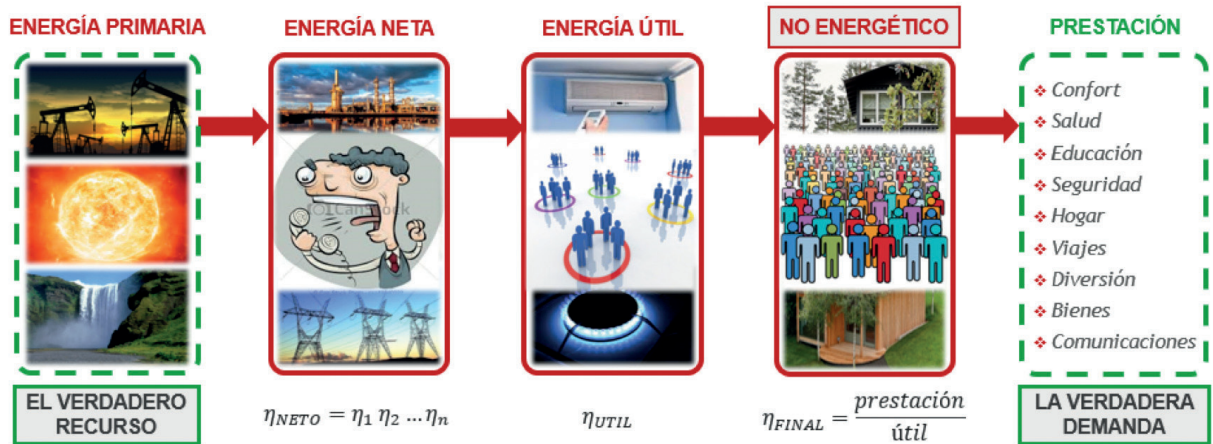 ENERGÍA PRIMARIA
ENERGÍA NETA
ENERGÍA ÚTIL
NO ENERGÉTICO
PRESTACIÓN
CanStock
❖ Confort
❖ Salud
❖ Educación
❖ Seguridad
❖ Hogar
❖ Viajes
❖ Diversión
❖ Bienes
❖ Comunicaciones
EL VERDADERO
RECURSO
η_NETO = η_1 η_2 … η_n
η_UTIL
η_FINAL = prestación / útil
LA VERDADERA
DEMANDA